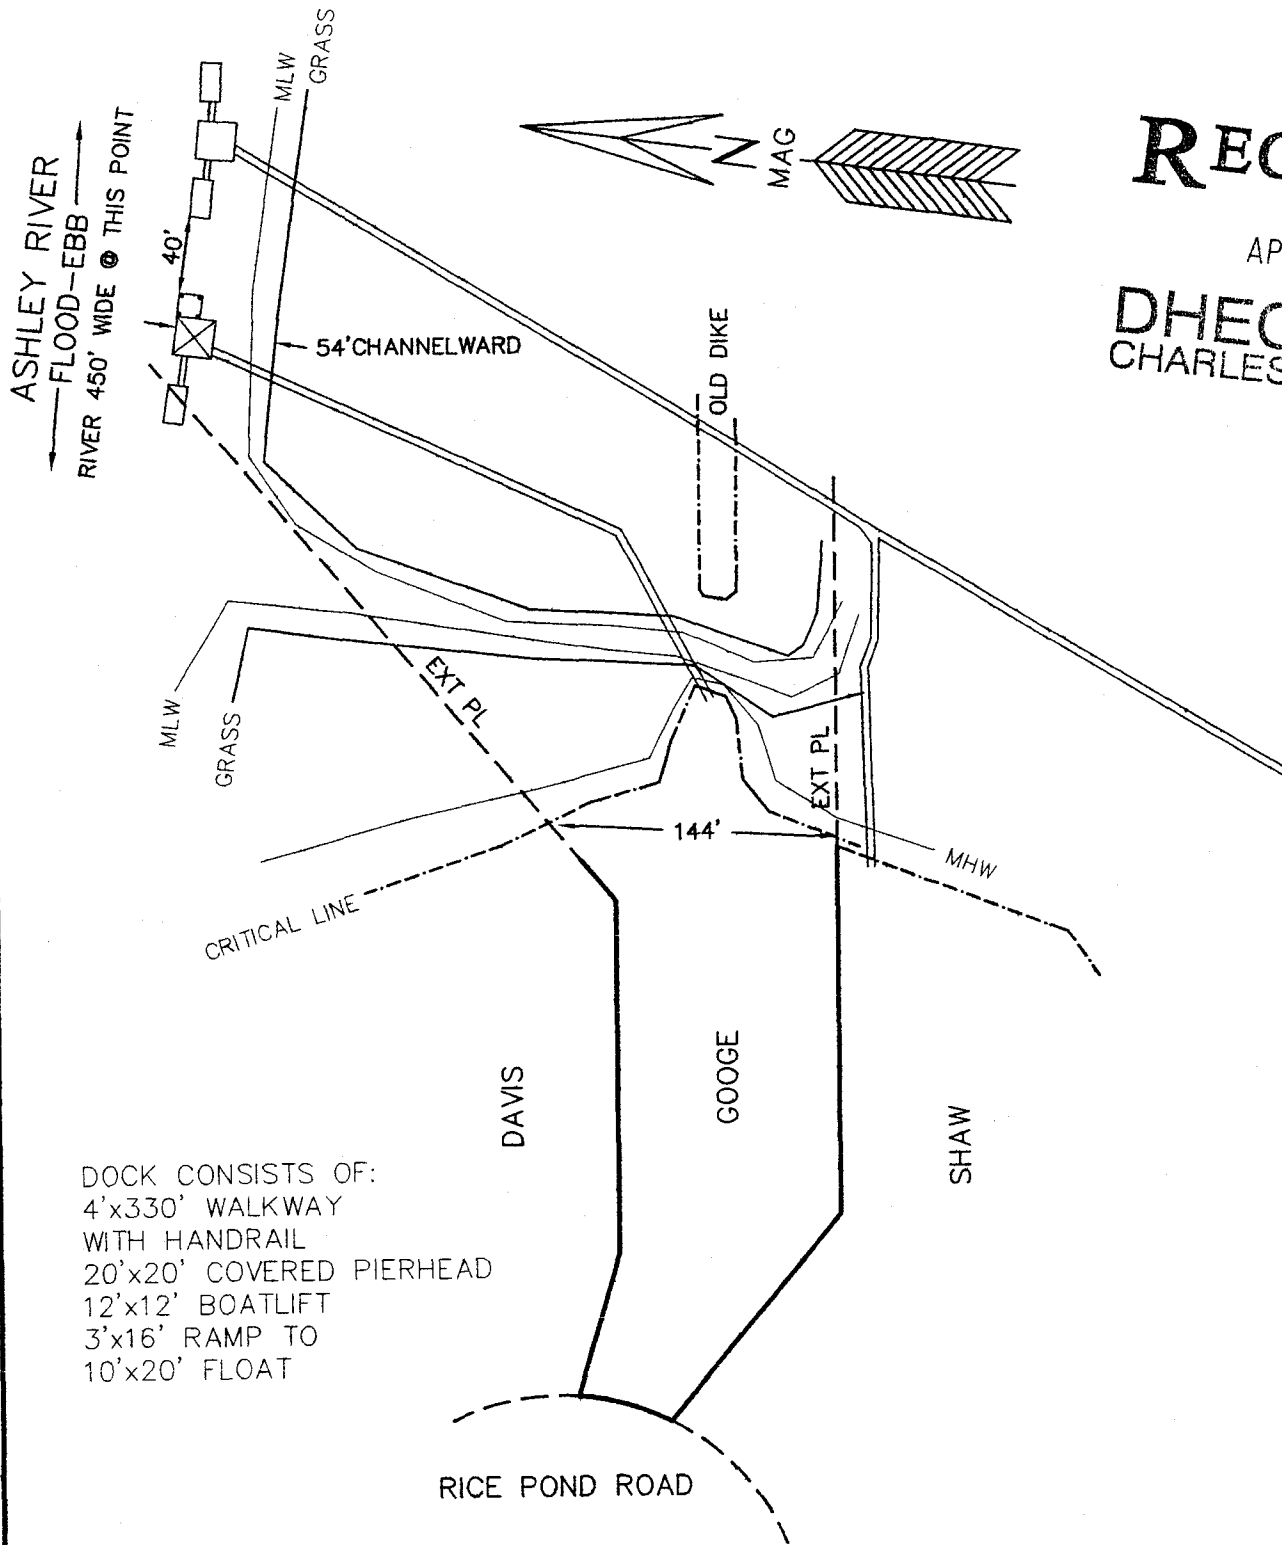 ASHLEY RIVER
FLOOD-EBB
RIVER 450' WIDE @ THIS POINT
MLW
GRASS
N
MAG
40'
54'CHANNELWARD
OLD DIKE
MLW
GRASS
EXT PL
EXT PL
144'
MHW
CRITICAL LINE
DAVIS
GOOGE
SHAW
DOCK CONSISTS OF:
4'x330' WALKWAY
WITH HANDRAIL
20'x20' COVERED PIERHEAD
12'x12' BOATLIFT
3'x16' RAMP TO
10'x20' FLOAT
RICE POND ROAD
DHEC